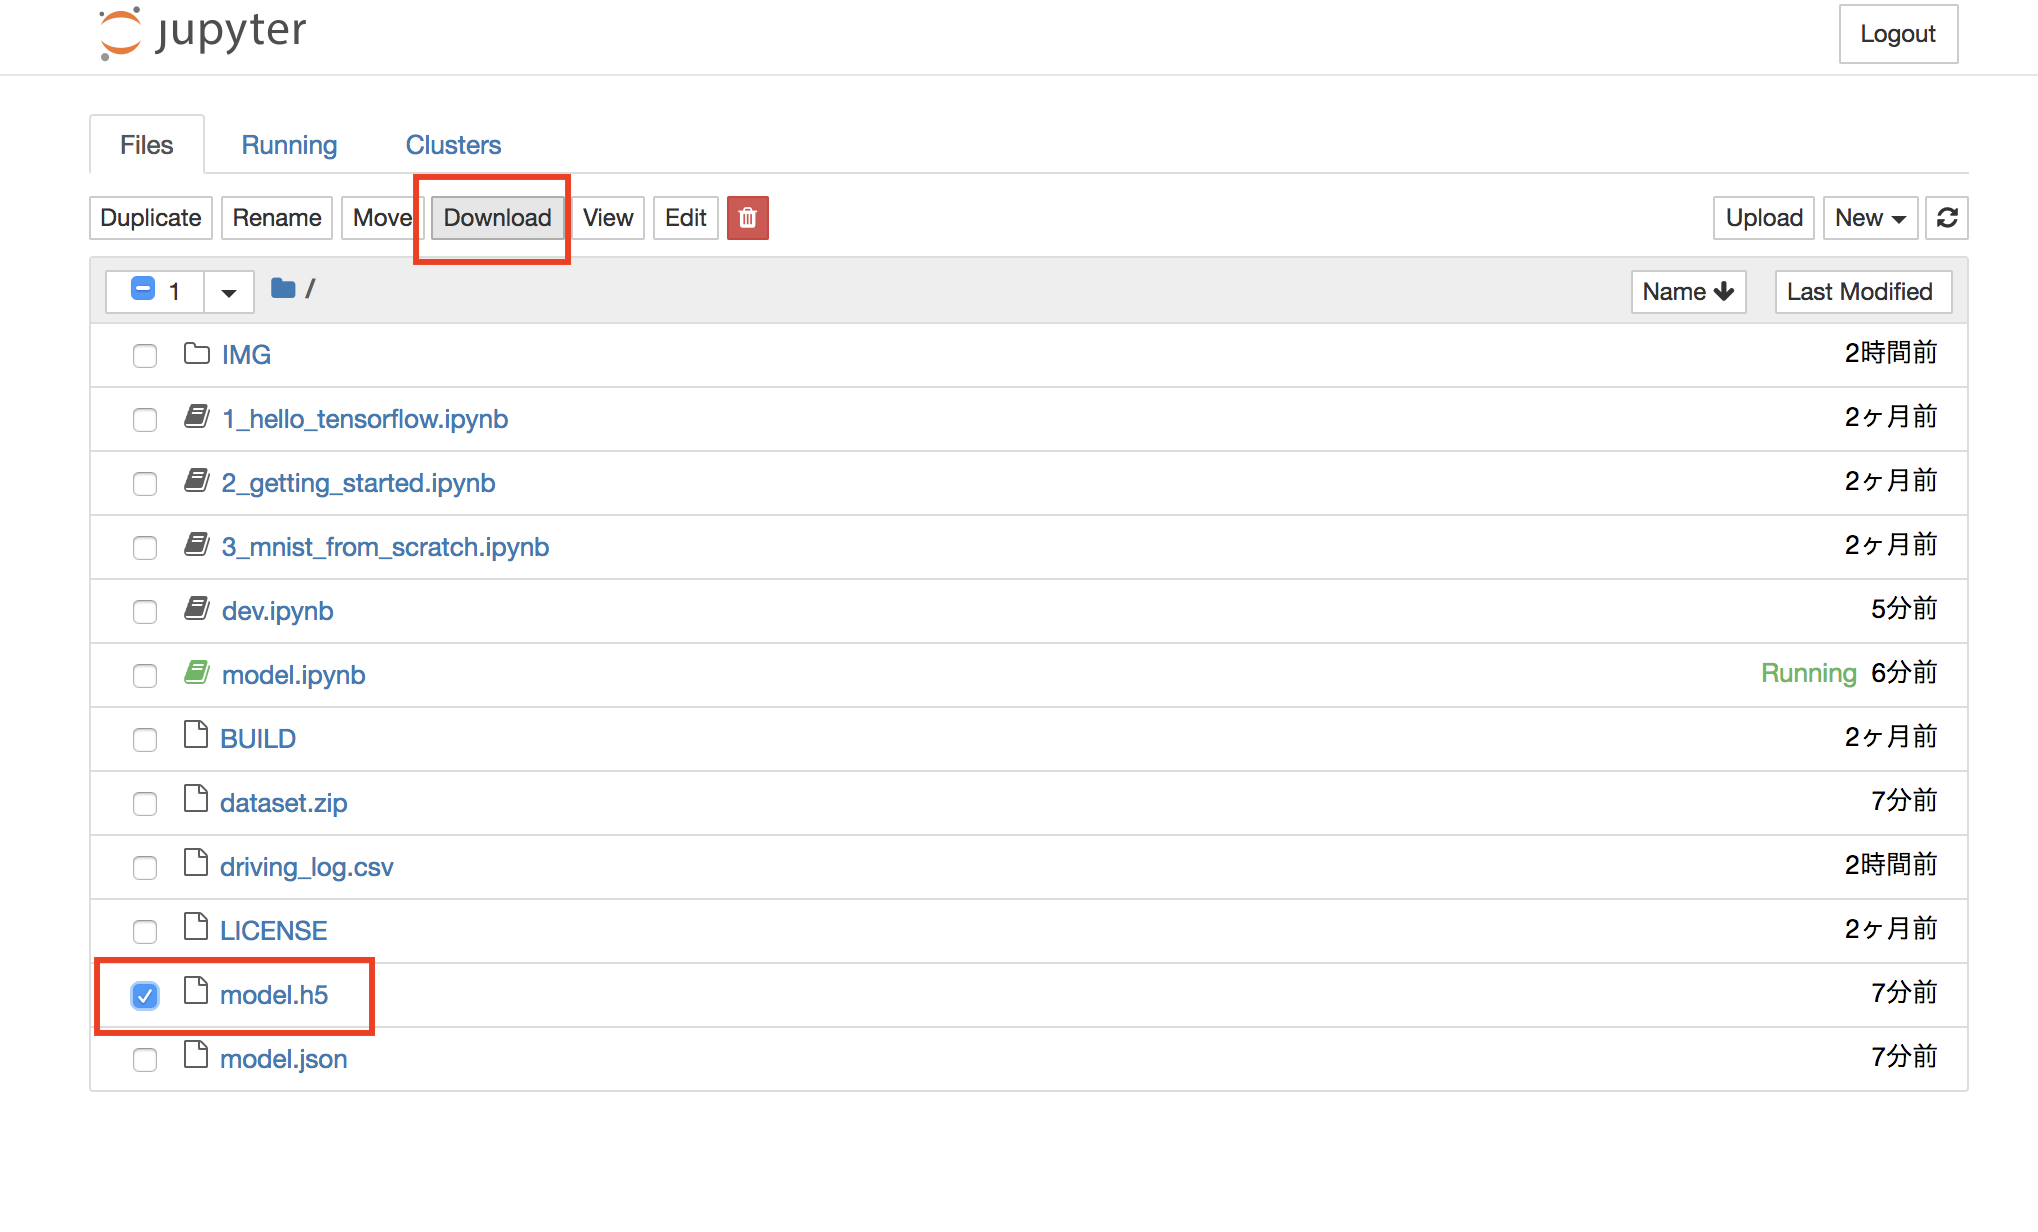 jupyter
Logout
Files Running Clusters
Duplicate Rename Move Download View Edit Upload New
1 / Name Last Modified
IMG 2時間前
1_hello_tensorflow.ipynb 2ヶ月前
2_getting_started.ipynb 2ヶ月前
3_mnist_from_scratch.ipynb 2ヶ月前
dev.ipynb 5分前
model.ipynb Running 6分前
BUILD 2ヶ月前
dataset.zip 7分前
driving_log.csv 2時間前
LICENSE 2ヶ月前
model.h5 7分前
model.json 7分前